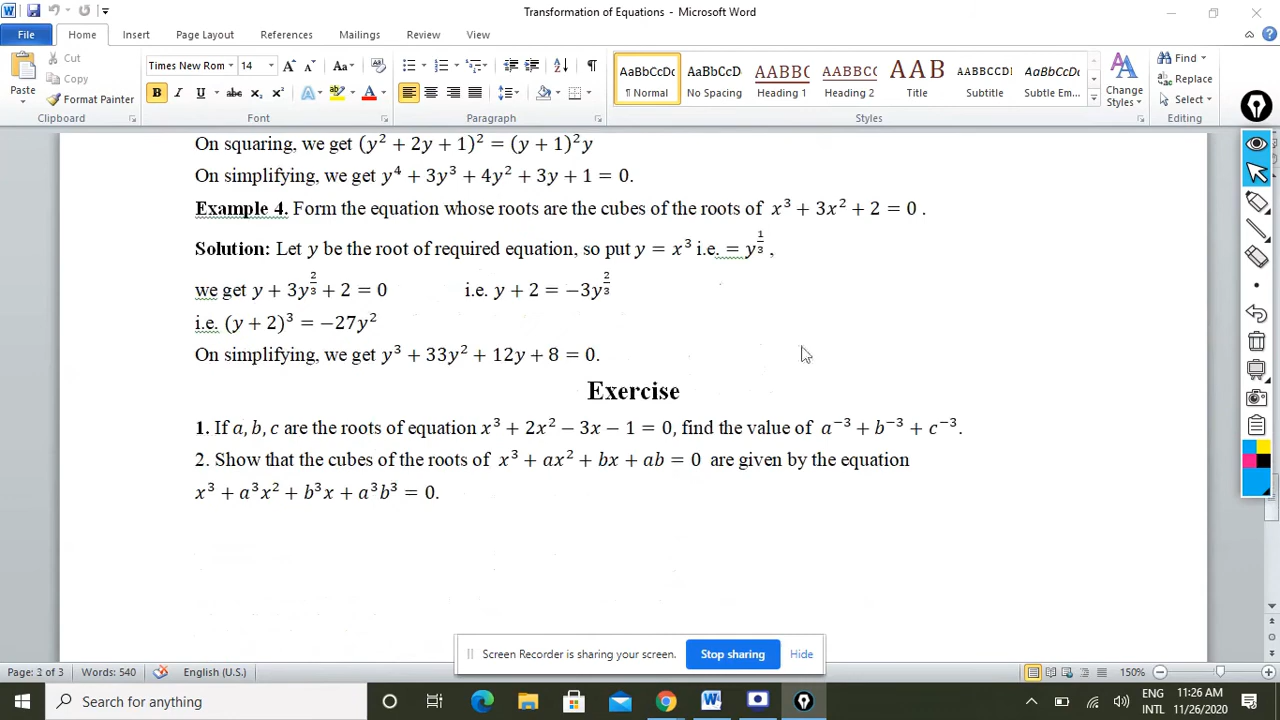 Transformation of Equations - Microsoft Word
File Home Insert Page Layout References Mailings Review View
Paste Cut Copy Format Painter Clipboard
Times New Rom 14 Aa
B I U abc x₂ x² A Font
Paragraph
AaBbCcDc ¶ Normal
AaBbCcD No Spacing
AABBC Heading 1
AABBC Heading 2
AAB Title
AABBCCDI Subtitle
AaBbCcDc Subtle Em...
Styles
Change Styles
Find Replace Select Editing
On squaring, we get (y² + 2y + 1)² = (y + 1)²y
On simplifying, we get y⁴ + 3y³ + 4y² + 3y + 1 = 0.
Example 4. Form the equation whose roots are the cubes of the roots of x³ + 3x² + 2 = 0 .
Solution: Let y be the root of required equation, so put y = x³ i.e. = y^(1/3) ,
we get y + 3y^(2/3) + 2 = 0 i.e. y + 2 = −3y^(2/3)
i.e. (y + 2)³ = −27y²
On simplifying, we get y³ + 33y² + 12y + 8 = 0.
Exercise
1. If a, b, c are the roots of equation x³ + 2x² − 3x − 1 = 0, find the value of a⁻³ + b⁻³ + c⁻³.
2. Show that the cubes of the roots of x³ + ax² + bx + ab = 0 are given by the equation
x³ + a³x² + b³x + a³b³ = 0.
Screen Recorder is sharing your screen. Stop sharing Hide
Page: 2 of 3 Words: 540 English (U.S.) 150%
Search for anything
ENG INTL
11:26 AM
11/26/2020